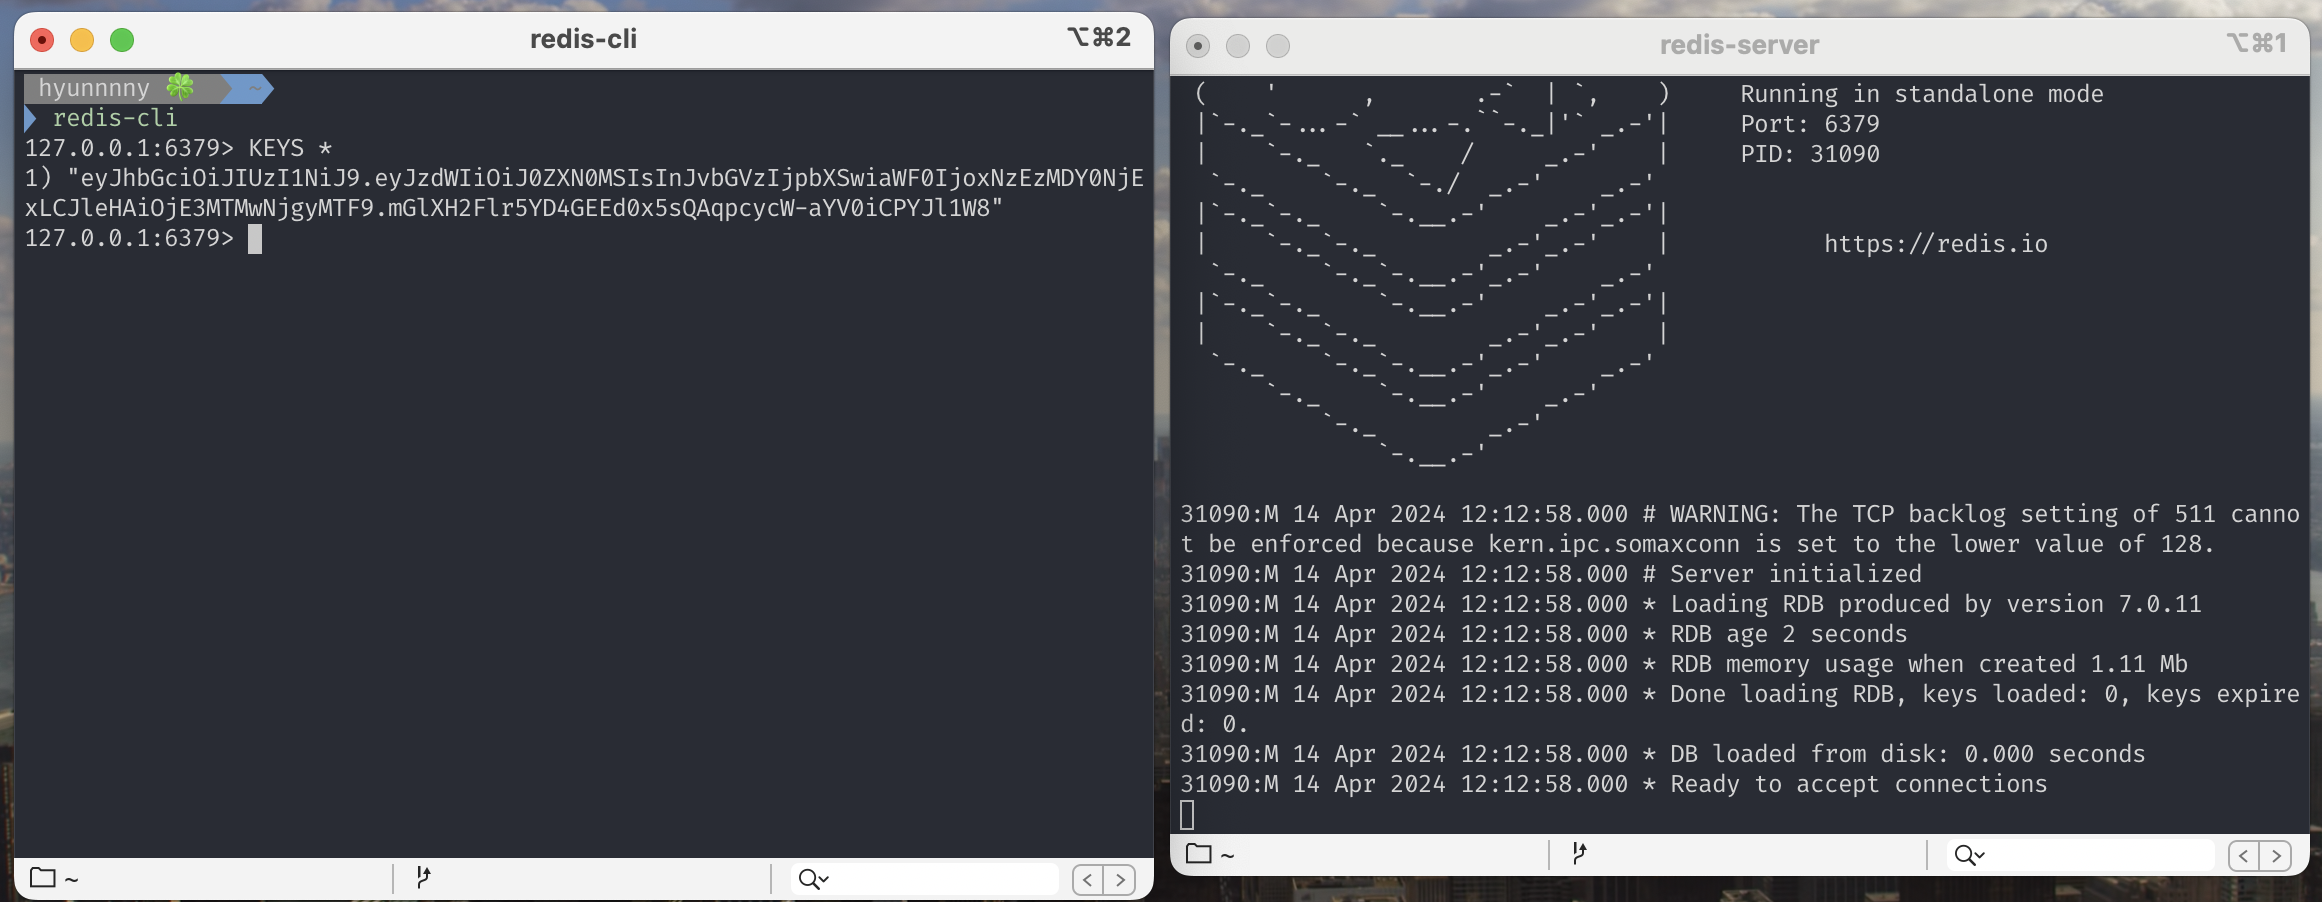 redis-cli
⌥⌘2
hyunnnny 🍀 ~
redis-cli
127.0.0.1:6379> KEYS *
1) "eyJhbGciOiJIUzI1NiJ9.eyJzdWIiOiJ0ZXN0MSIsInJvbGVzIjpbXSwiaWF0IjoxNzEzMDY0NjE
xLCJleHAiOjE3MTMwNjgyMTF9.mGlXH2Flr5YD4GEEd0x5sQAqpcycW-aYV0iCPYJl1W8"
127.0.0.1:6379>
~
redis-server
⌥⌘1
Running in standalone mode
Port: 6379
PID: 31090
https://redis.io
31090:M 14 Apr 2024 12:12:58.000 # WARNING: The TCP backlog setting of 511 canno
t be enforced because kern.ipc.somaxconn is set to the lower value of 128.
31090:M 14 Apr 2024 12:12:58.000 # Server initialized
31090:M 14 Apr 2024 12:12:58.000 * Loading RDB produced by version 7.0.11
31090:M 14 Apr 2024 12:12:58.000 * RDB age 2 seconds
31090:M 14 Apr 2024 12:12:58.000 * RDB memory usage when created 1.11 Mb
31090:M 14 Apr 2024 12:12:58.000 * Done loading RDB, keys loaded: 0, keys expire
d: 0.
31090:M 14 Apr 2024 12:12:58.000 * DB loaded from disk: 0.000 seconds
31090:M 14 Apr 2024 12:12:58.000 * Ready to accept connections
~